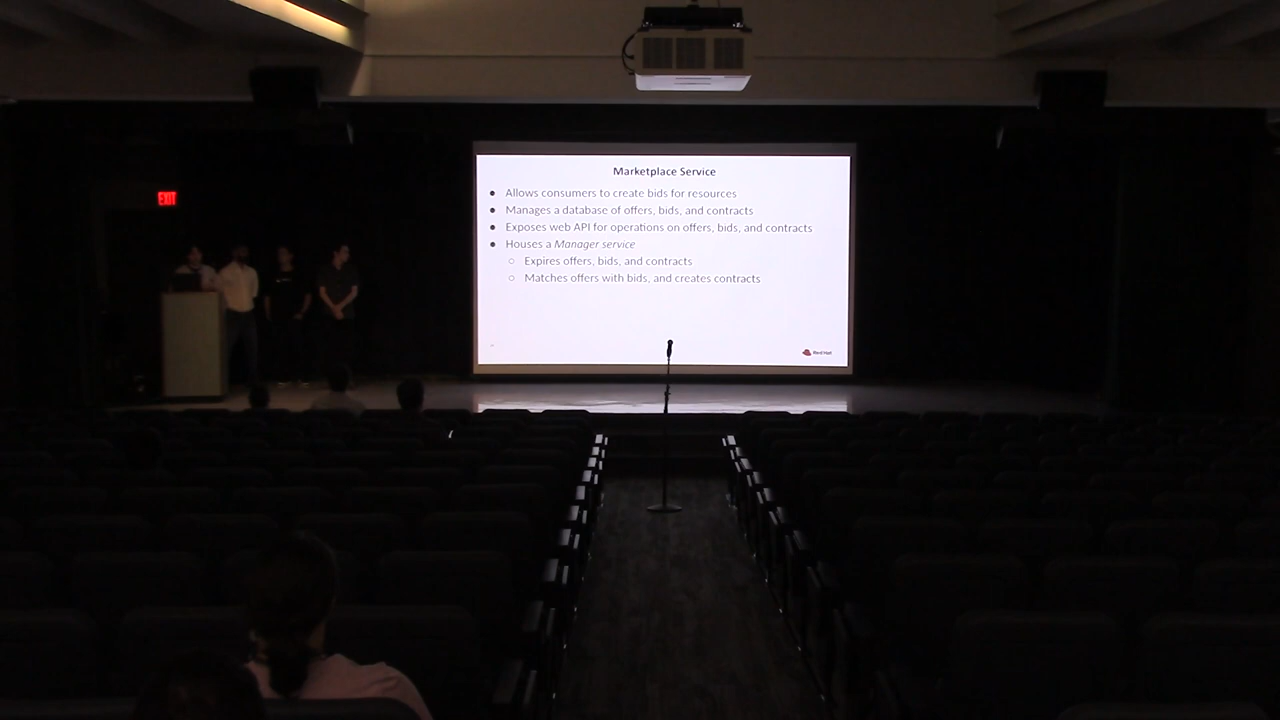 EXIT
Marketplace Service
● Allows consumers to create bids for resources
● Manages a database of offers, bids, and contracts
● Exposes web API for operations on offers, bids, and contracts
● Houses a Manager service
○ Expires offers, bids, and contracts
○ Matches offers with bids, and creates contracts
Red Hat